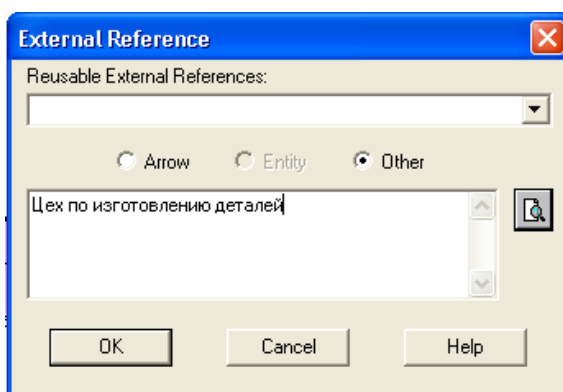 External Reference
Reusable External References:
Arrow Entity Other
Цех по изготовлению деталей
OK Cancel Help